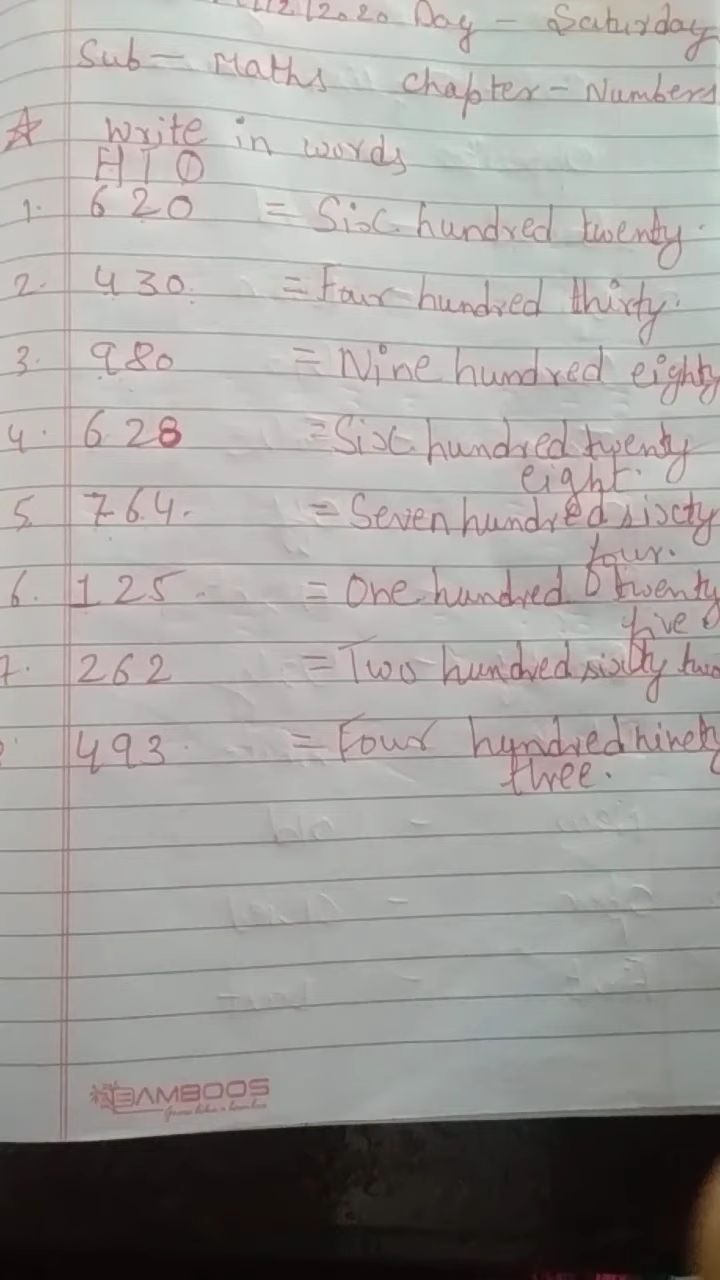 12/2020 Day - Saturday
Sub - Maths Chapter - Numbers
Write in words
H T O
1. 620 = Six hundred twenty.
2. 430. = Four hundred thirty.
3. 980 = Nine hundred eighty
4. 628 = Six hundred twenty
eight.
5. 764. = Seven hundred sixty
four.
6. 125. = One hundred twenty
five
7. 262 = Two hundred sixty two
493. = Four hundred ninety
three.
BAMBOOS